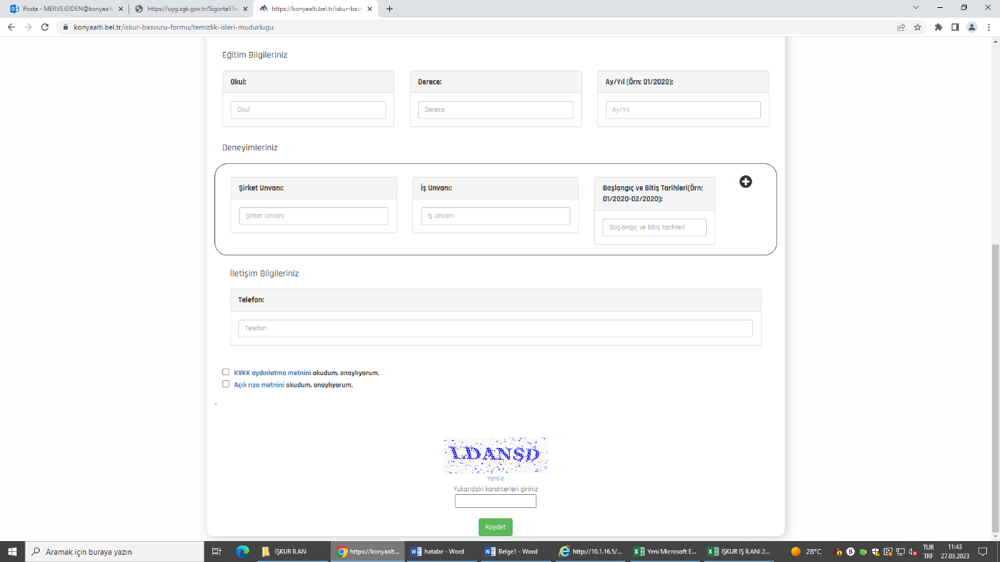 Posta - MERVE.GIDEN@konyaaltı
https://uyg.sgk.gov.tr/SigortaliTe
https://konyaalti.bel.tr/iskur-bas
konyaalti.bel.tr/iskur-basvuru-formu/temizlik-isleri-mudurlugu
Eğitim Bilgileriniz
Okul:
Derece:
Ay/Yıl (Örn: 01/2020):
Okul
Derece
Ay/Yıl
Deneyimleriniz
Şirket Unvanı:
İş Unvanı:
Başlangıç ve Bitiş Tarihleri(Örn:
01/2020-02/2020):
Şirket Unvanı
İş Unvanı
Başlangıç ve bitiş tarihleri
İletişim Bilgileriniz
Telefon:
Telefon
KVKK aydınlatma metnini okudum, onaylıyorum.
Açık rıza metnini okudum, onaylıyorum.
LDANSD
Yenile
Yukarıdaki karakterleri giriniz
Kaydet
Aramak için buraya yazın
İŞKUR İLAN
https://konyaalt...
hatalar - Word
Belge1 - Word
http://10.1.16.5/...
Yeni Microsoft E...
İŞKUR İŞ İLANI 2...
28°C
TUR
TRF
11:43
27.03.2023